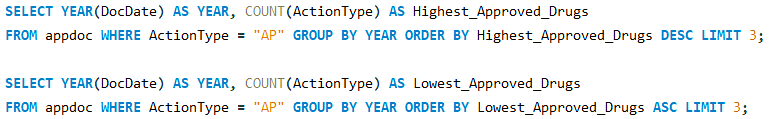 SELECT YEAR(DocDate) AS YEAR, COUNT(ActionType) AS Highest_Approved_Drugs
FROM appdoc WHERE ActionType = "AP" GROUP BY YEAR ORDER BY Highest_Approved_Drugs DESC LIMIT 3;
SELECT YEAR(DocDate) AS YEAR, COUNT(ActionType) AS Lowest_Approved_Drugs
FROM appdoc WHERE ActionType = "AP" GROUP BY YEAR ORDER BY Lowest_Approved_Drugs ASC LIMIT 3;